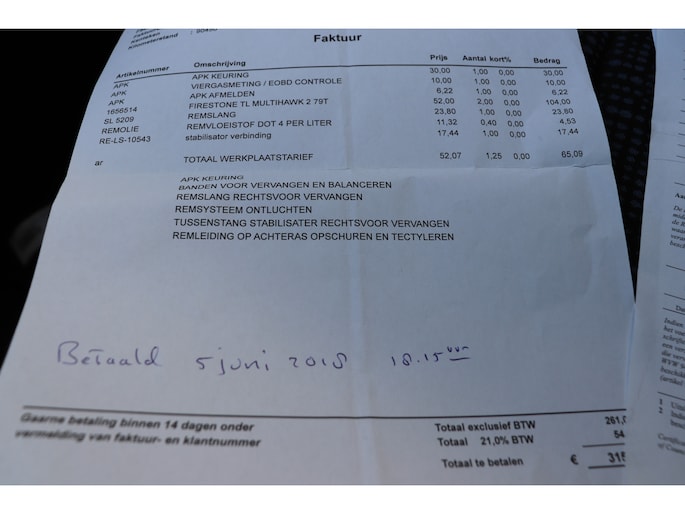 Kilometerstand : 90490
Faktuur
Artikelnummer Omschrijving Prijs Aantal kort% Bedrag
APK APK KEURING 30,00 1,00 0,00 30,00
APK VIERGASMETING / EOBD CONTROLE 10,00 1,00 0,00 10,00
APK APK AFMELDEN 6,22 1,00 0,00 6,22
1656514 FIRESTONE TL MULTIHAWK 2 79T 52,00 2,00 0,00 104,00
SL 5209 REMSLANG 23,80 1,00 0,00 23,80
REMOLIE REMVLOEISTOF DOT 4 PER LITER 11,32 0,40 0,00 4,53
RE-LS-10543 stabilisator verbinding 17,44 1,00 0,00 17,44
ar TOTAAL WERKPLAATSTARIEF 52,07 1,25 0,00 65,09
APK KEURING
BANDEN VOOR VERVANGEN EN BALANCEREN
REMSLANG RECHTSVOOR VERVANGEN
REMSYSTEEM ONTLUCHTEN
TUSSENSTANG STABILISATER RECHTSVOOR VERVANGEN
REMLEIDING OP ACHTERAS OPSCHUREN EN TECTYLEREN
Betaald 5 juni 2018 18.15 uur
Gaarne betaling binnen 14 dagen onder
vermelding van faktuur- en klantnummer
Totaal exclusief BTW 261,0
Totaal 21,0% BTW 54
Totaal te betalen € 315